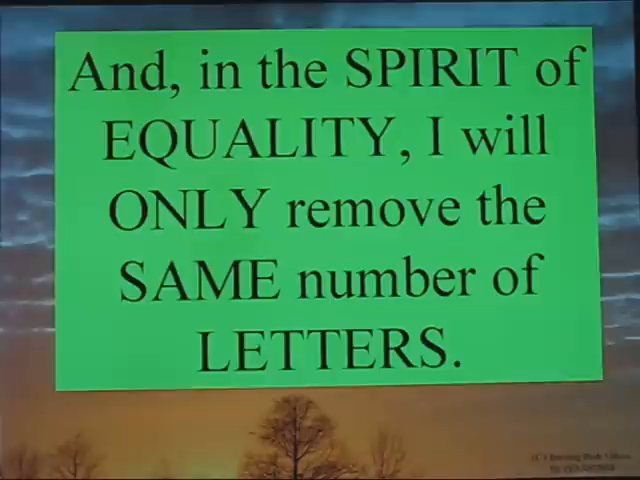 And, in the SPIRIT of
EQUALITY, I will
ONLY remove the
SAME number of
LETTERS.